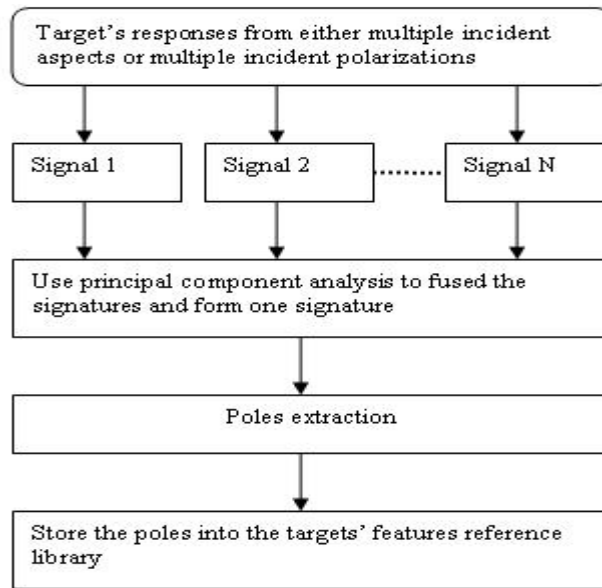 Target's responses from either multiple incident
aspects or multiple incident polarizations
Signal 1
Signal 2
Signal N
Use principal component analysis to fused the
signatures and form one signature
Poles extraction
Store the poles into the targets' features reference
library